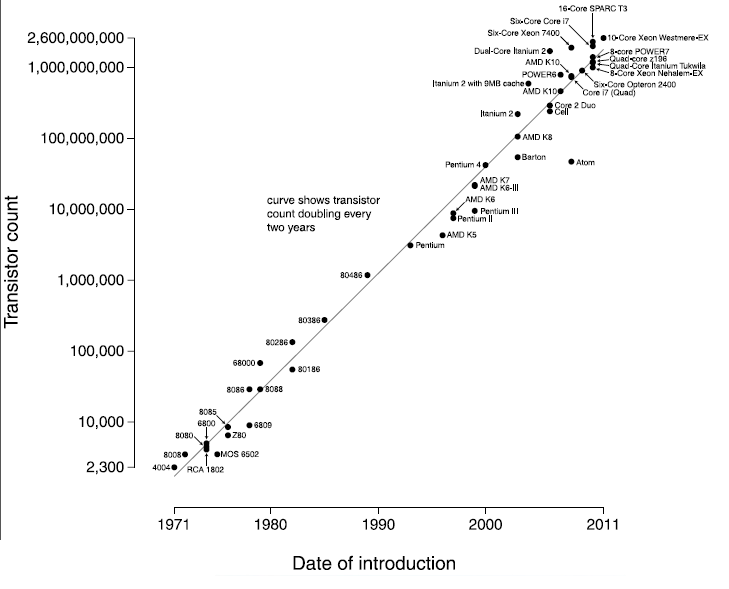 16-Core SPARC T3
Six-Core Core i7
Six-Core Xeon 7400
10-Core Xeon Westmere-EX
Dual-Core Itanium 2
8-core POWER7
Quad-core z196
AMD K10
Quad-Core Itanium Tukwila
POWER6
8-Core Xeon Nehalem-EX
Itanium 2 with 9MB cache
Six-Core Opteron 2400
AMD K10
Core i7 (Quad)
Core 2 Duo
Itanium 2
Cell
AMD K8
Barton
Pentium 4
Atom
AMD K7
AMD K6-III
curve shows transistor
count doubling every
two years
AMD K6
Pentium III
Pentium II
AMD K5
Pentium
80486
80386
80286
68000
80186
8086
8088
8085
6800
6809
8080
Z80
8008
MOS 6502
4004
RCA 1802
2,600,000,000
1,000,000,000
100,000,000
10,000,000
1,000,000
100,000
10,000
2,300
Transistor count
1971
1980
1990
2000
2011
Date of introduction